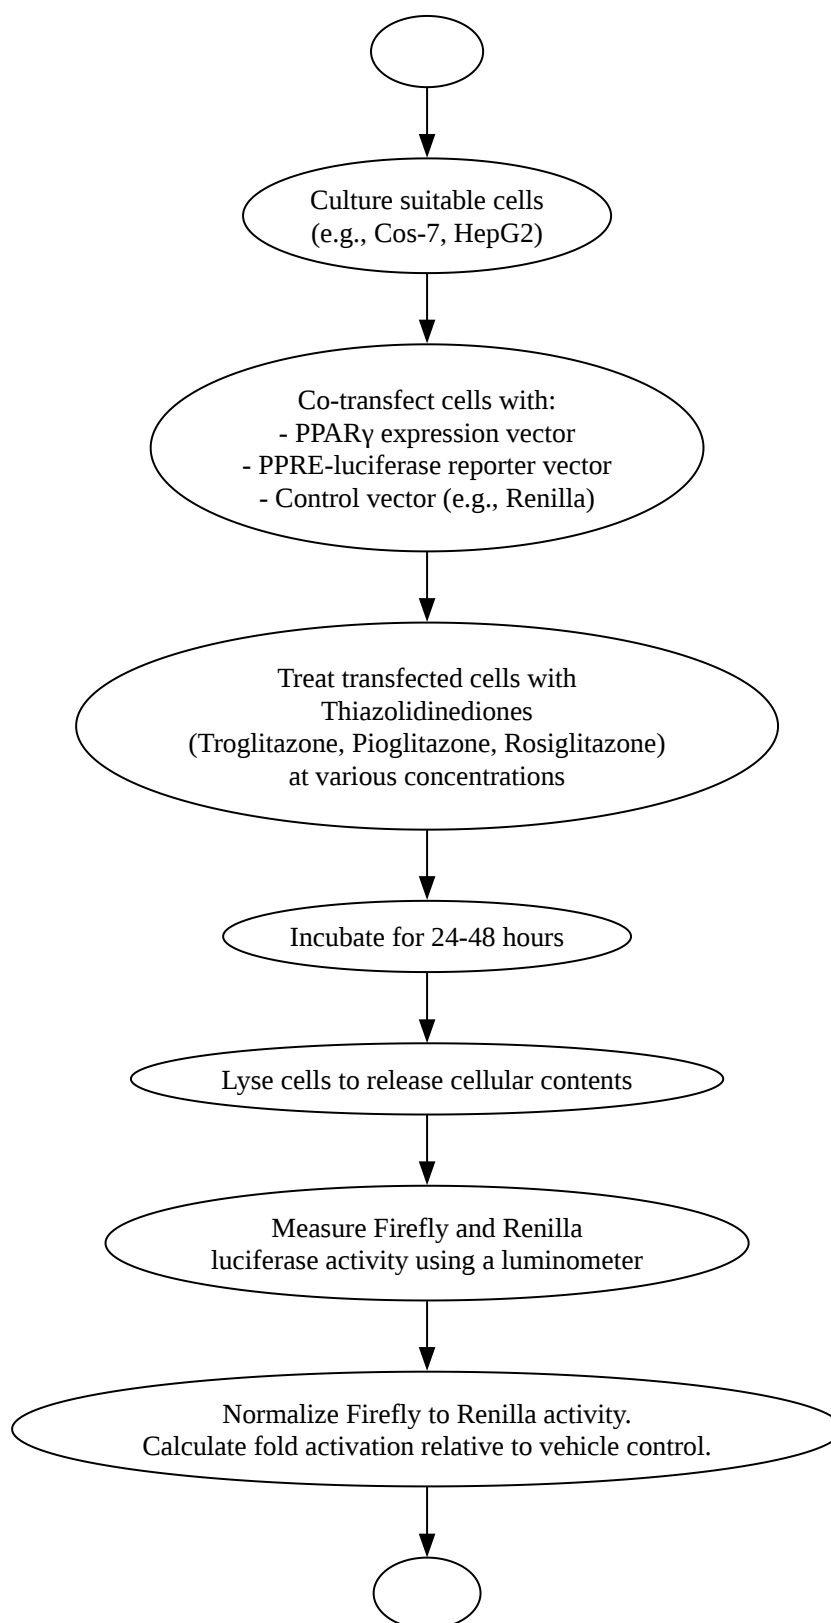 Culture suitable cells
(e.g., Cos-7, HepG2)
Co-transfect cells with:
- PPARγ expression vector
- PPRE-luciferase reporter vector
- Control vector (e.g., Renilla)
Treat transfected cells with
Thiazolidinediones
(Troglitazone, Pioglitazone, Rosiglitazone)
at various concentrations
Incubate for 24-48 hours
Lyse cells to release cellular contents
Measure Firefly and Renilla
luciferase activity using a luminometer
Normalize Firefly to Renilla activity.
Calculate fold activation relative to vehicle control.